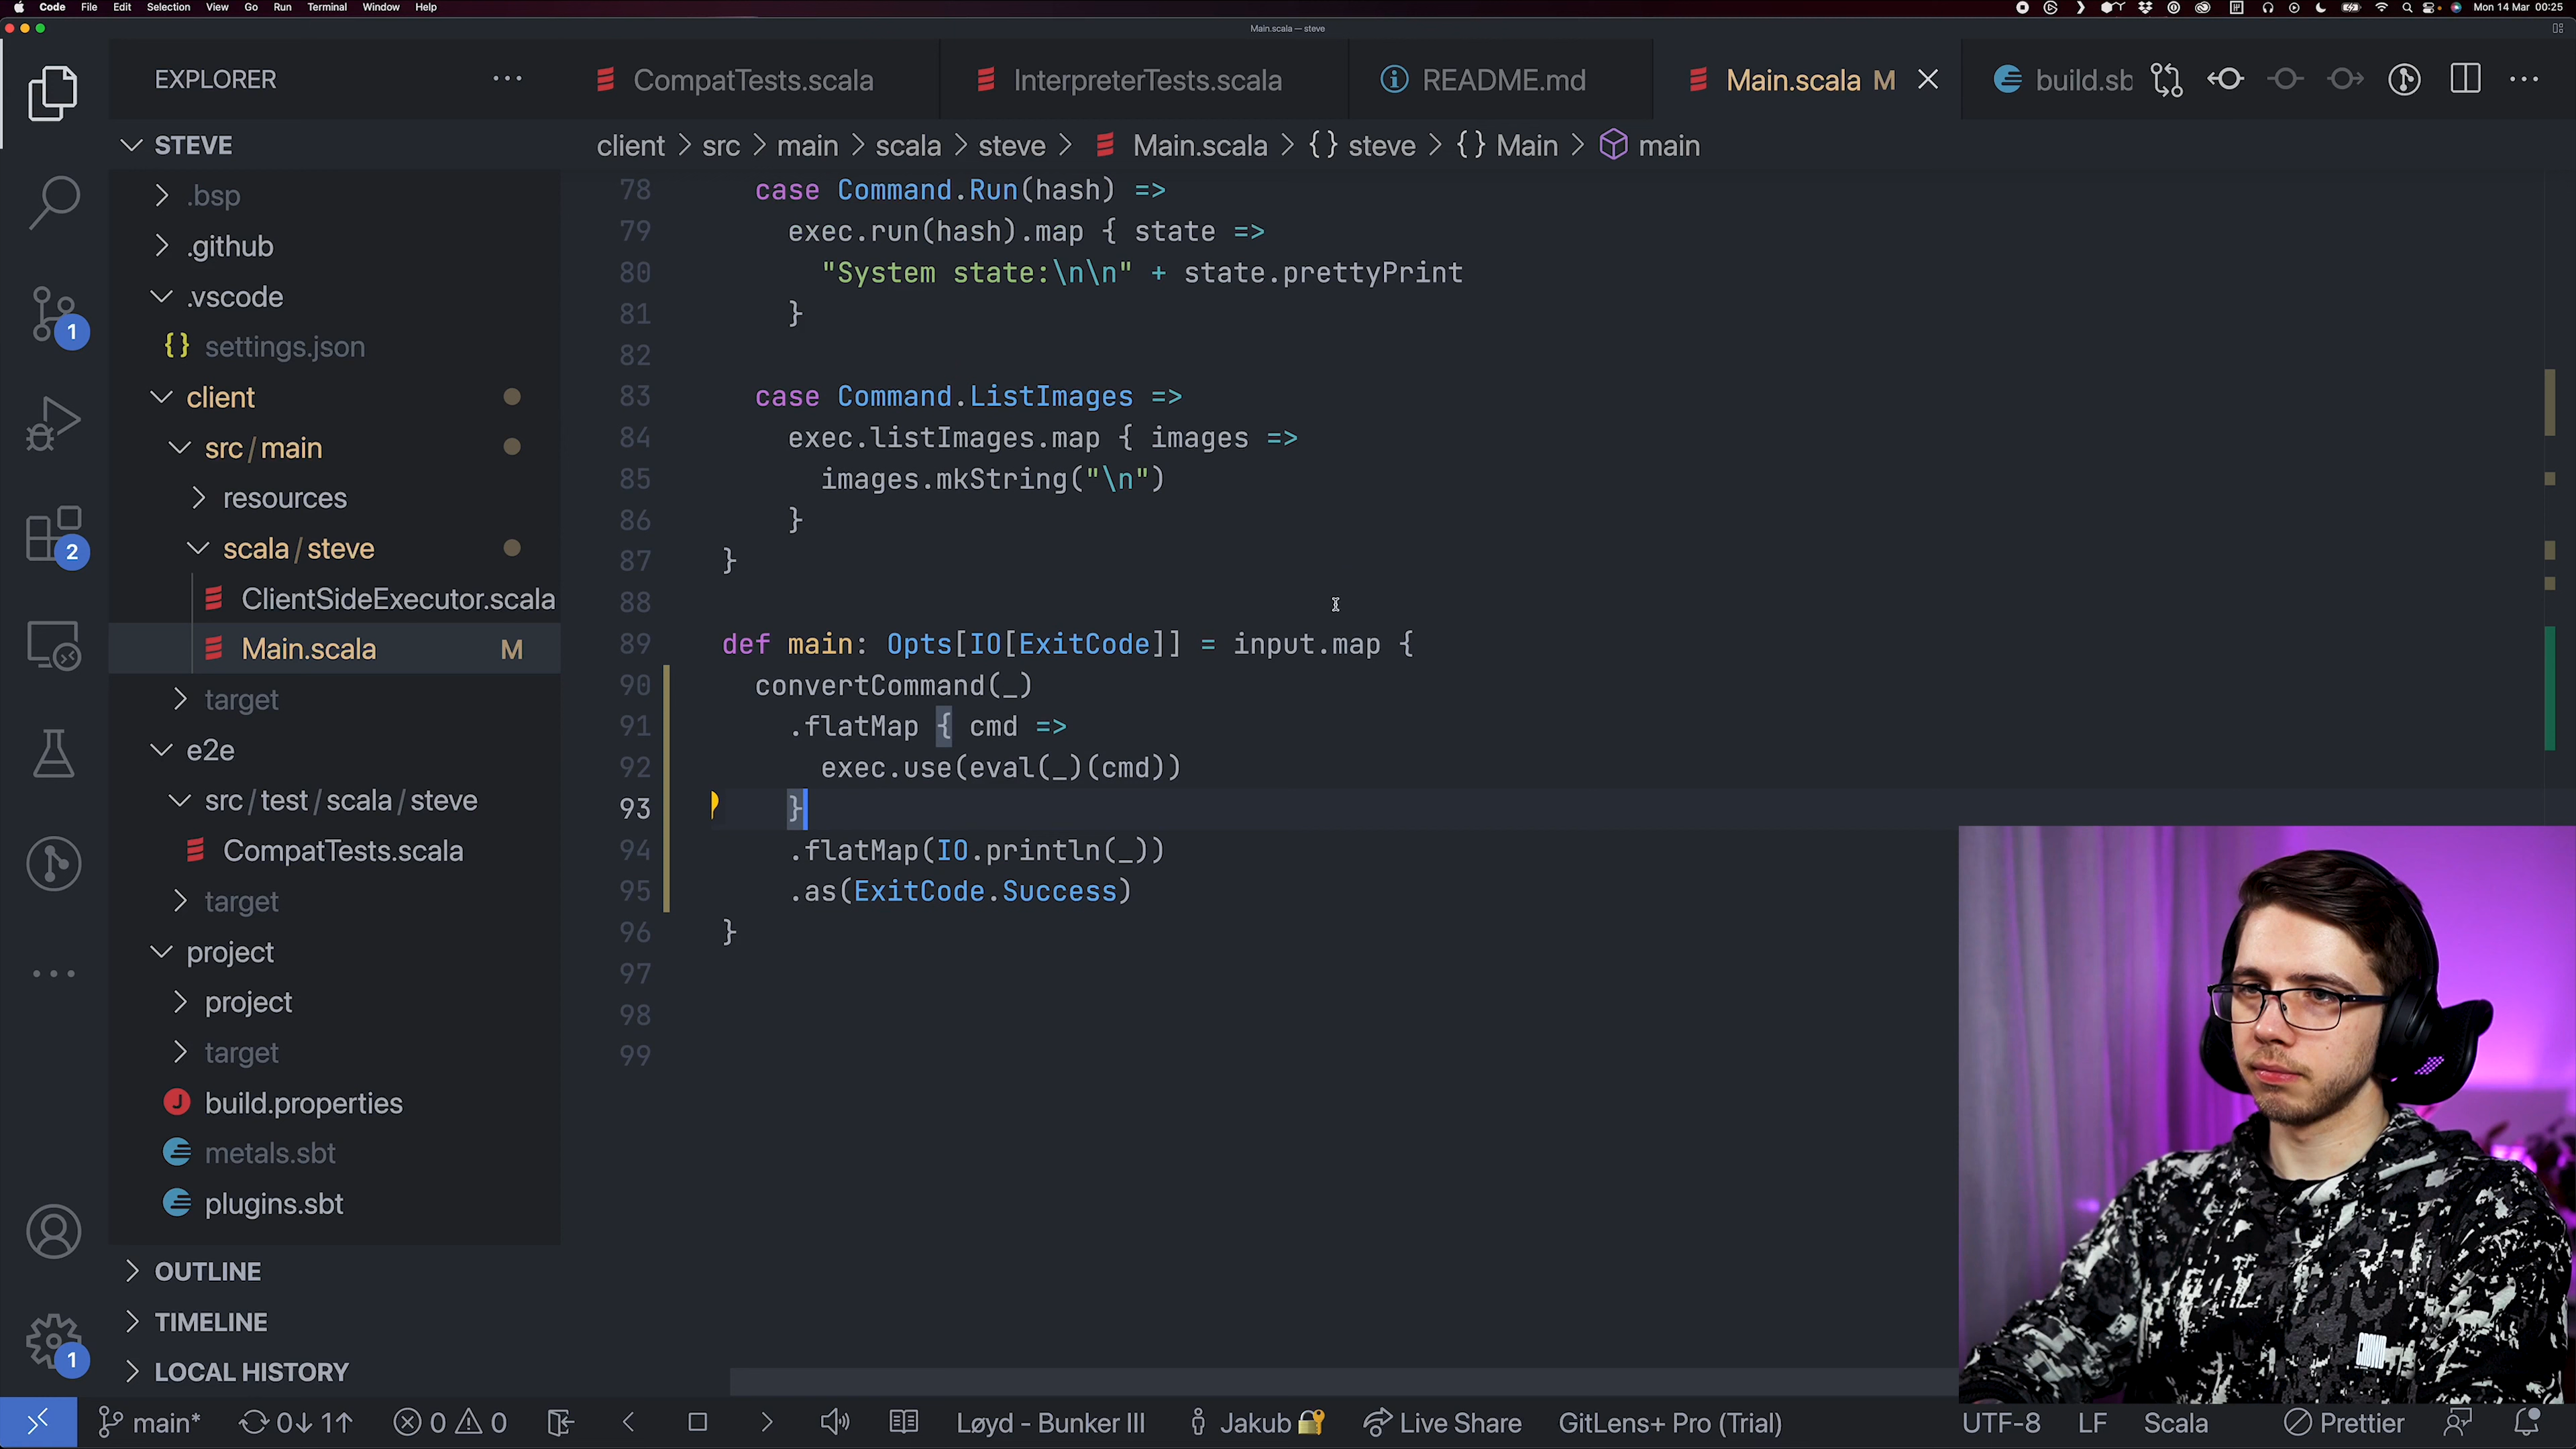 Code File Edit Selection View Go Run Terminal Window Help
Mon 14 Mar 00:25
Main.scala — steve
EXPLORER
CompatTests.scala
InterpreterTests.scala
README.md
Main.scala M
build.sb
STEVE
client > src > main > scala > steve > Main.scala > {} steve > {} Main > main
.bsp
.github
.vscode
{} settings.json
client
src/main
resources
scala/steve
ClientSideExecutor.scala
Main.scala M
target
e2e
src/test/scala/steve
CompatTests.scala
target
project
project
target
build.properties
metals.sbt
plugins.sbt
OUTLINE
TIMELINE
LOCAL HISTORY
1
2
1
78 case Command.Run(hash) =>
79 exec.run(hash).map { state =>
80 "System state:\n\n" + state.prettyPrint
81 }
82
83 case Command.ListImages =>
84 exec.listImages.map { images =>
85 images.mkString("\n")
86 }
87 }
88
89 def main: Opts[IO[ExitCode]] = input.map {
90 convertCommand(_)
91 .flatMap { cmd =>
92 exec.use(eval(_)(cmd))
93 }
94 .flatMap(IO.println(_))
95 .as(ExitCode.Success)
96 }
97
98
99
main* 0↓ 1↑ 0 0 Løyd - Bunker III Jakub Live Share GitLens+ Pro (Trial) UTF-8 LF Scala Prettier